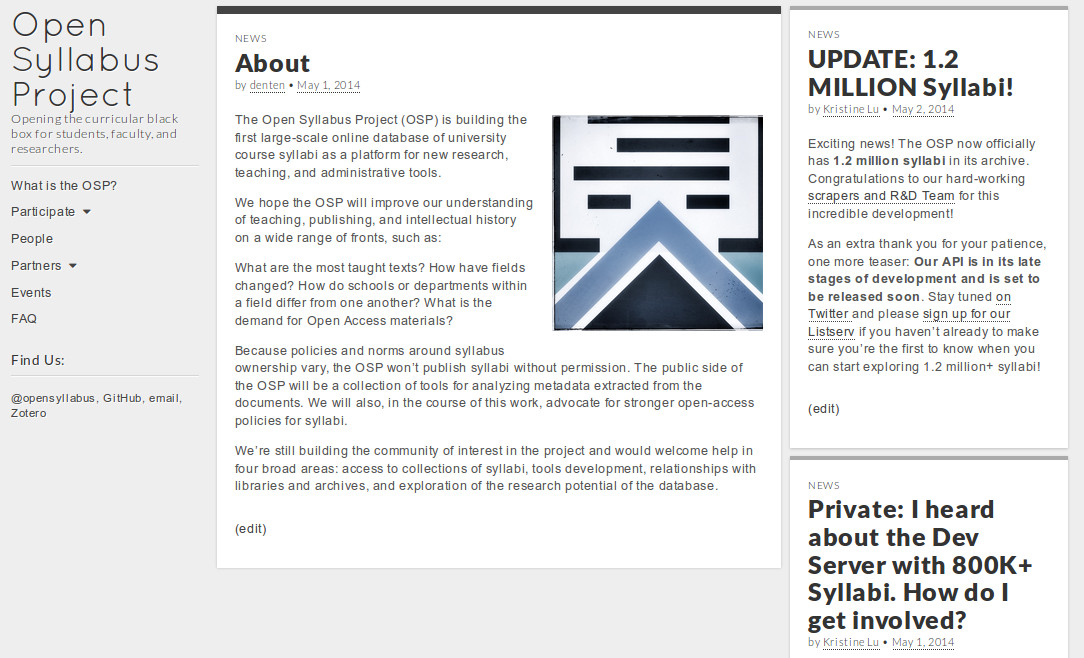 Open
Syllabus
Project
Opening the curricular black
box for students, faculty, and
researchers.
What is the OSP?
Participate
People
Partners
Events
FAQ
Find Us:
@opensyllabus, GitHub, email,
Zotero
NEWS
About
by denten • May 1, 2014
The Open Syllabus Project (OSP) is building the
first large-scale online database of university
course syllabi as a platform for new research,
teaching, and administrative tools.
We hope the OSP will improve our understanding
of teaching, publishing, and intellectual history
on a wide range of fronts, such as:
What are the most taught texts? How have fields
changed? How do schools or departments within
a field differ from one another? What is the
demand for Open Access materials?
Because policies and norms around syllabus
ownership vary, the OSP won’t publish syllabi without permission. The public side of
the OSP will be a collection of tools for analyzing metadata extracted from the
documents. We will also, in the course of this work, advocate for stronger open-access
policies for syllabi.
We’re still building the community of interest in the project and would welcome help in
four broad areas: access to collections of syllabi, tools development, relationships with
libraries and archives, and exploration of the research potential of the database.
(edit)
NEWS
UPDATE: 1.2
MILLION Syllabi!
by Kristine Lu • May 2, 2014
Exciting news! The OSP now officially
has 1.2 million syllabi in its archive.
Congratulations to our hard-working
scrapers and R&D Team for this
incredible development!
As an extra thank you for your patience,
one more teaser: Our API is in its late
stages of development and is set to
be released soon. Stay tuned on
Twitter and please sign up for our
Listserv if you haven’t already to make
sure you’re the first to know when you
can start exploring 1.2 million+ syllabi!
(edit)
NEWS
Private: I heard
about the Dev
Server with 800K+
Syllabi. How do I
get involved?
by Kristine Lu • May 1, 2014